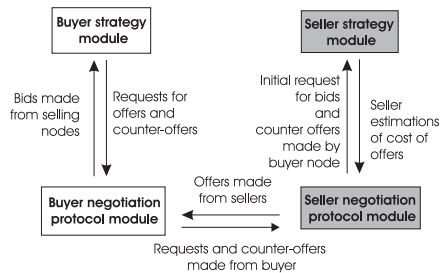 Buyer strategy
module
Seller strategy
module
Bids made
from selling
nodes
Requests for
offers and
counter-offers
Initial request
for bids
and
counter offers
made by
buyer node
Seller
estimations
of cost of
offers
Buyer negotiation
protocol module
Offers made
from sellers
Seller negotiation
protocol module
Requests and counter-offers
made from buyer